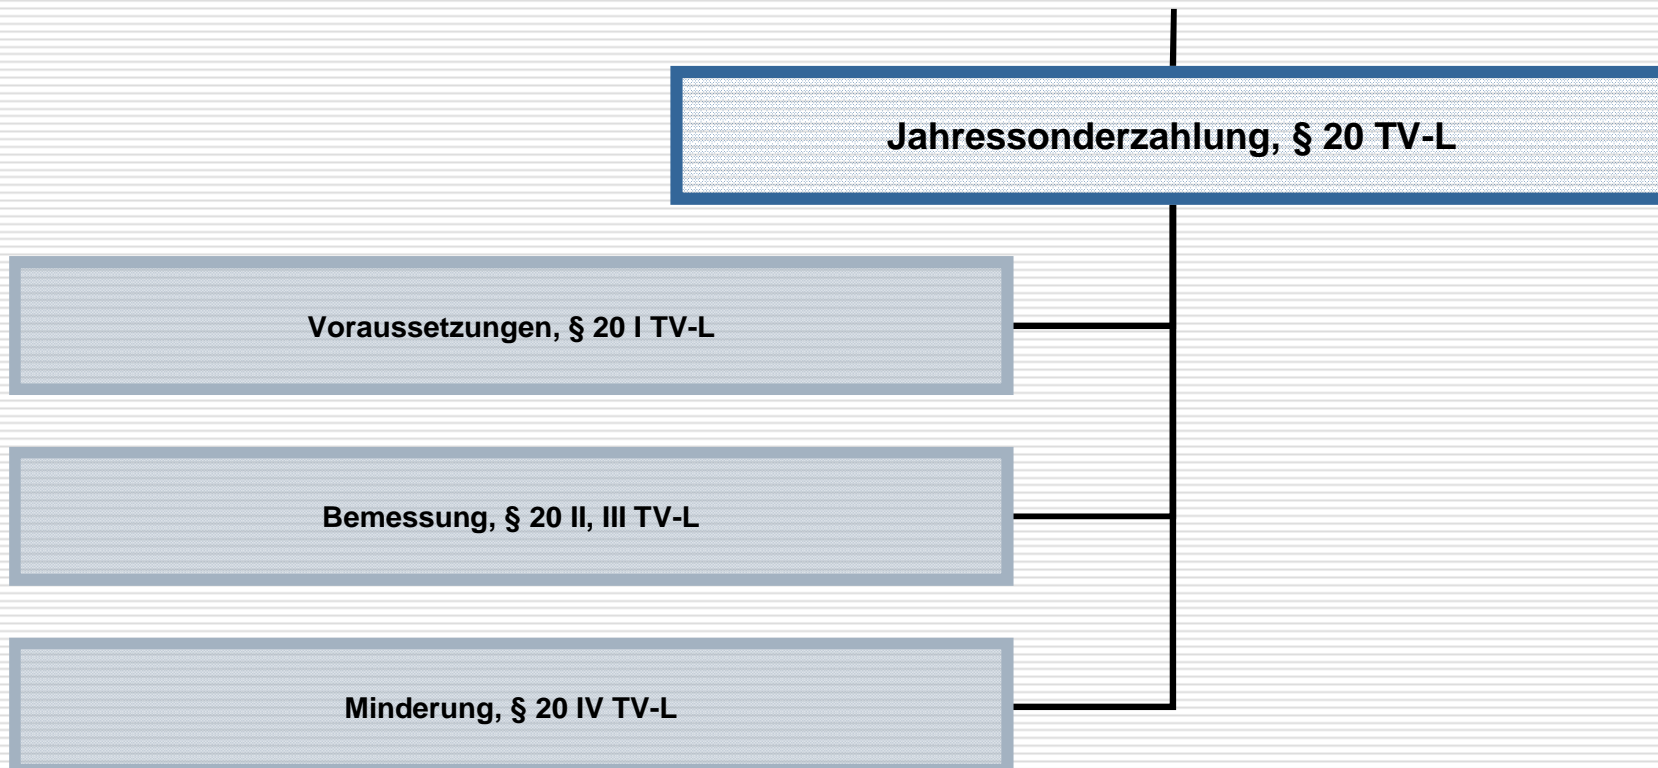 Jahressonderzahlung, § 20 TV-L
Voraussetzungen, § 20 I TV-L
Bemessung, § 20 II, III TV-L
Minderung, § 20 IV TV-L